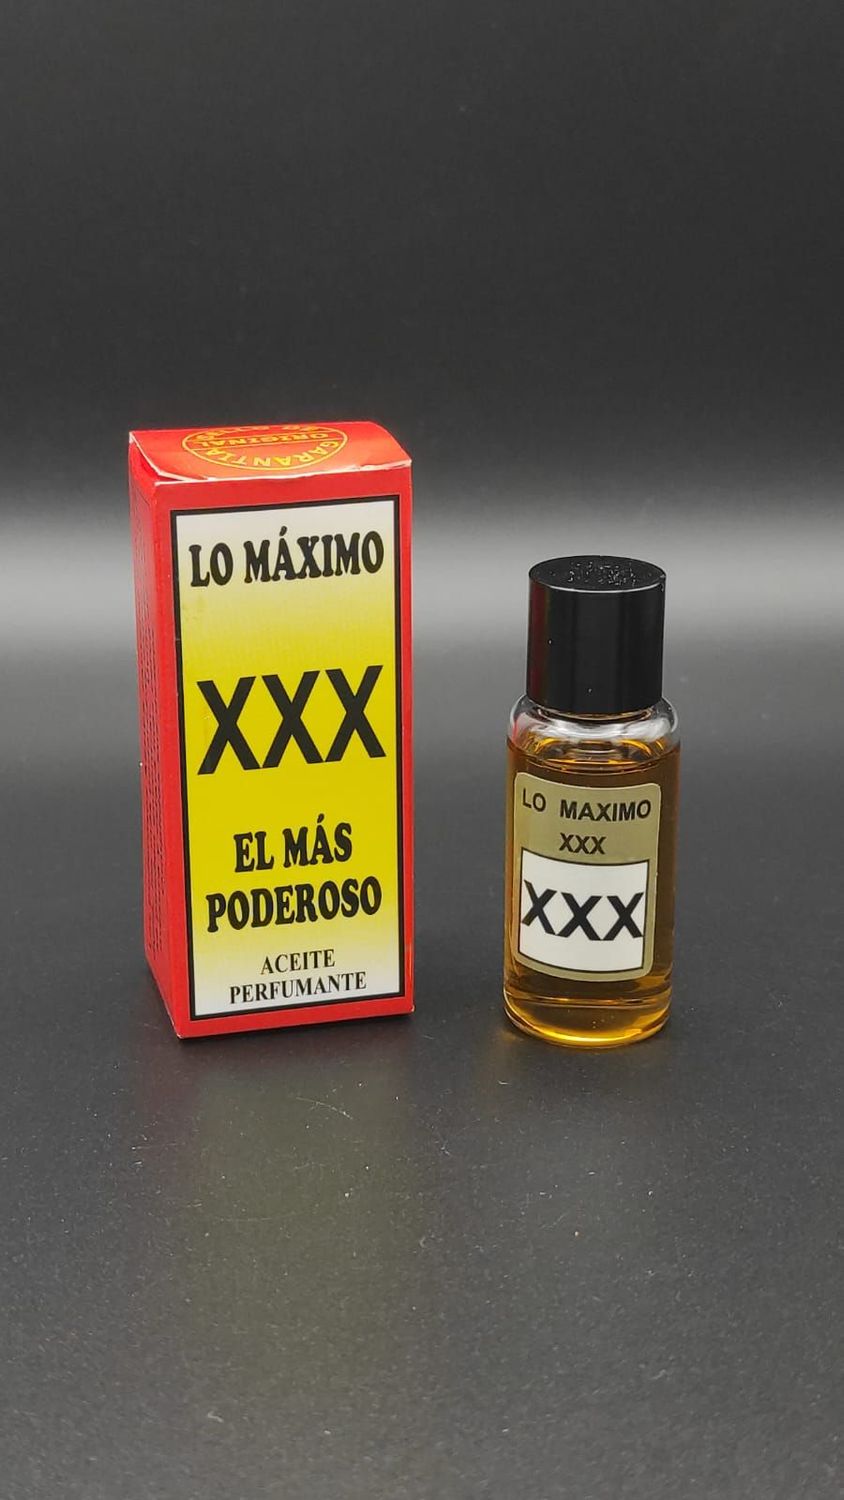 GARANTIA
ORIGINAL
LO MÁXIMO
XXX
EL MÁS
PODEROSO
ACEITE
PERFUMANTE
LO MAXIMO
XXX
XXX